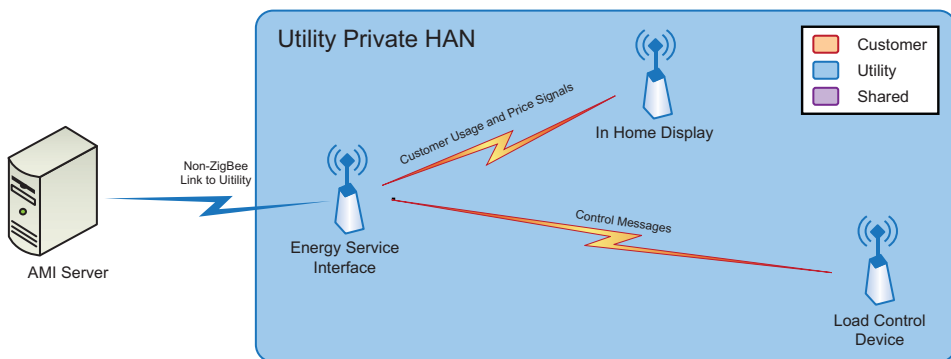 Utility Private HAN
Customer
Utility
Shared
Customer Usage and Price Signals
In Home Display
Non-ZigBee
Link to Uitility
Control Messages
Energy Service
Interface
AMI Server
Load Control
Device